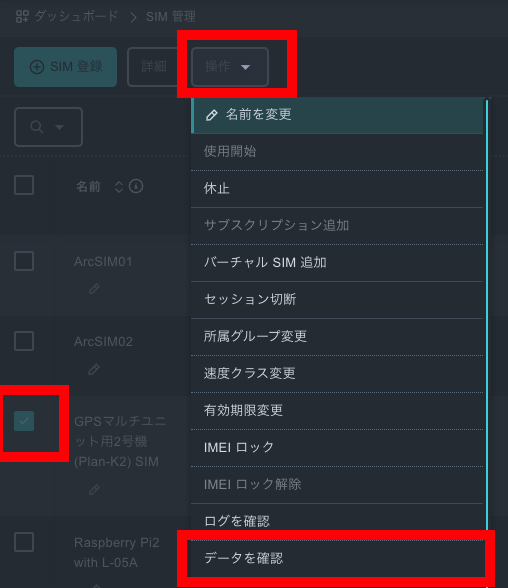 ダッシュボード > SIM 管理
SIM 登録
詳細
操作
名前を変更
使用開始
名前
休止
サブスクリプション追加
ArcSIM01
バーチャル SIM 追加
セッション切断
ArcSIM02
所属グループ変更
速度クラス変更
有効期限変更
GPSマルチユニ
ット用2号機
(Plan-K2) SIM
IMEI ロック
IMEI ロック解除
ログを確認
Raspberry Pi2
with L-05A
データを確認